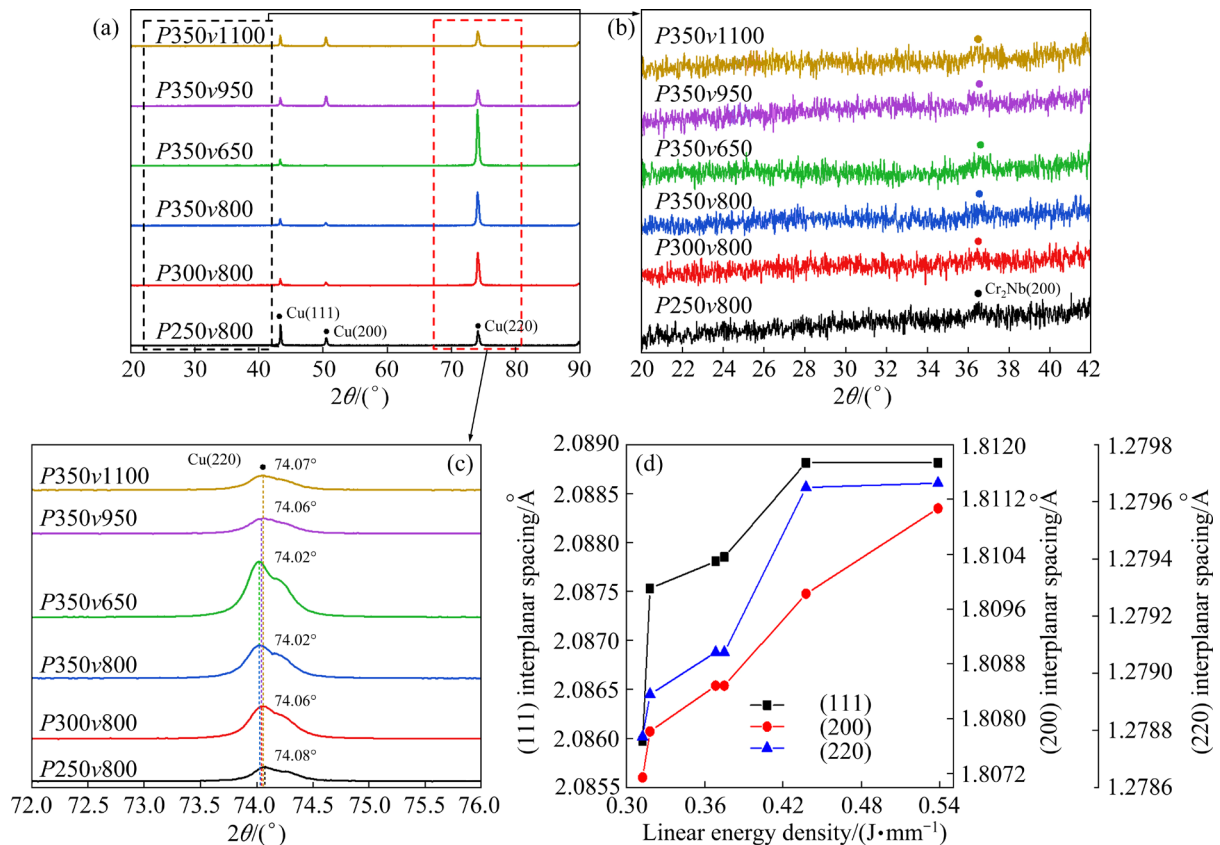 (a)
P350v1100
P350v950
P350v650
P350v800
P300v800
Cu(111)
Cu(200)
Cu(220)
P250v800
20 30 40 50 60 70 80 90
2θ/(°)
(b)
P350v1100
P350v950
P350v650
P350v800
P300v800
Cr₂Nb(200)
P250v800
20 22 24 26 28 30 32 34 36 38 40 42
2θ/(°)
(c)
Cu(220)
74.07°
P350v1100
74.06°
P350v950
74.02°
P350v650
74.02°
P350v800
74.06°
P300v800
74.08°
P250v800
72.0 72.5 73.0 73.5 74.0 74.5 75.0 75.5 76.0
2θ/(°)
(d)
(111) interplanar spacing/Å
2.0890
2.0885
2.0880
2.0875
2.0870
2.0865
2.0860
2.0855
(111)
(200)
(220)
0.30 0.36 0.42 0.48 0.54
Linear energy density/(J•mm⁻¹)
1.8120
1.8112
1.8104
1.8096
1.8088
1.8080
1.8072
(200) interplanar spacing/Å
1.2798
1.2796
1.2794
1.2792
1.2790
1.2788
1.2786
(220) interplanar spacing/Å